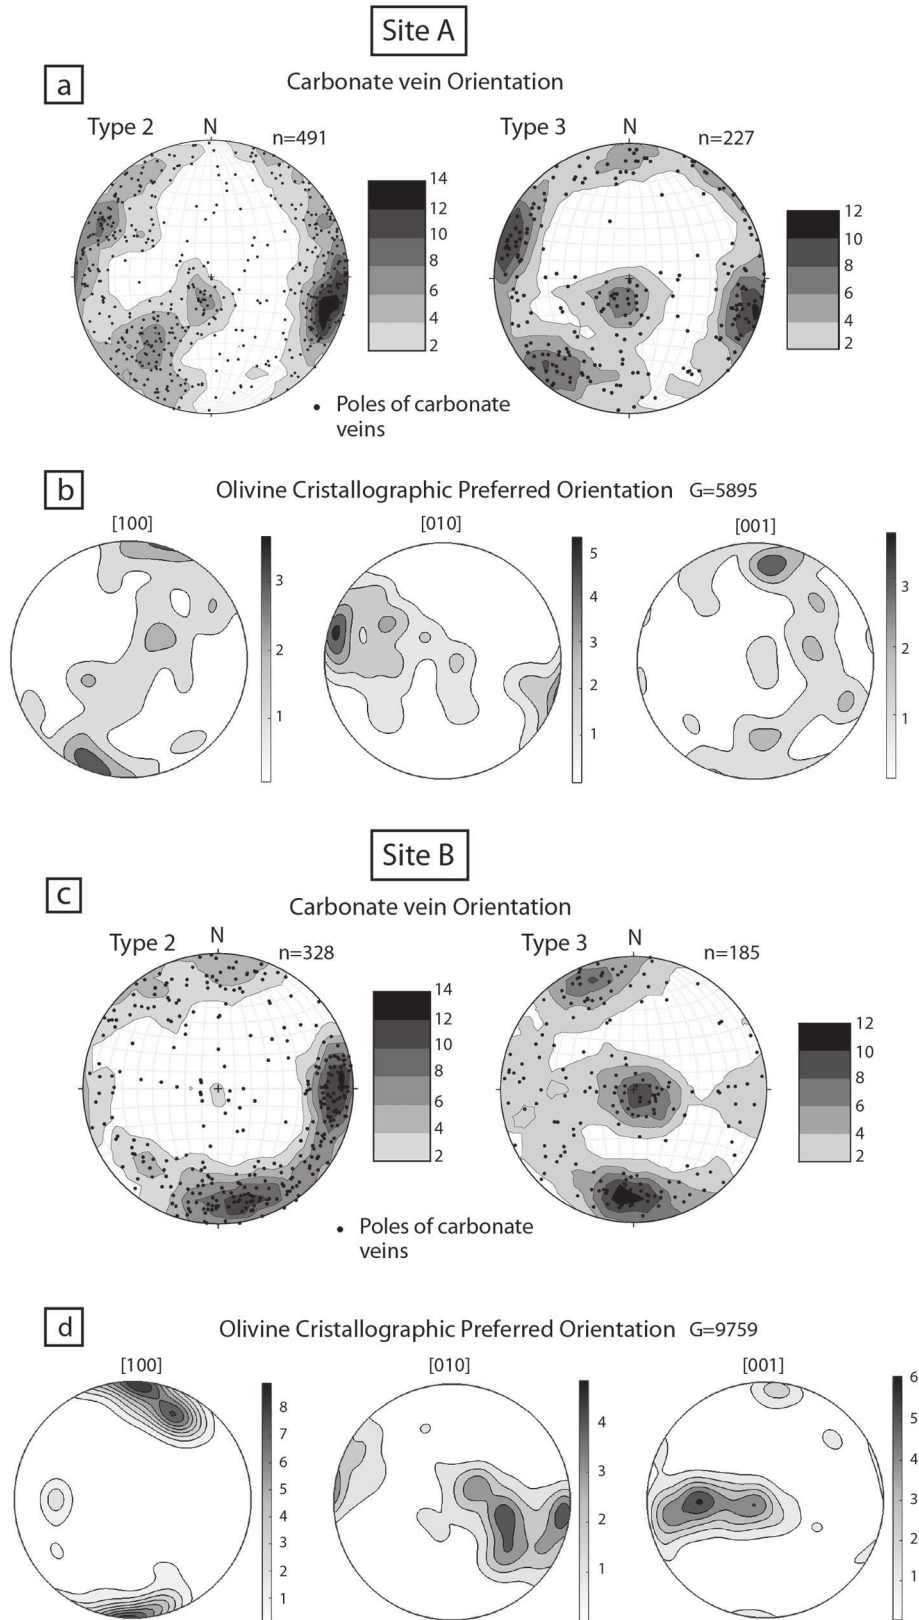 Site A
a
Carbonate vein Orientation
Type 2 N n=491
Type 3 N n=227
14
12
10
8
6
4
2
12
10
8
6
4
2
Poles of carbonate
veins
b
Olivine Cristallographic Preferred Orientation G=5895
[100] [010] [001]
3
2
1
5
4
3
2
1
3
2
1
Site B
c
Carbonate vein Orientation
Type 2 N n=328
Type 3 N n=185
14
12
10
8
6
4
2
12
10
8
6
4
2
Poles of carbonate
veins
d
Olivine Cristallographic Preferred Orientation G=9759
[100] [010] [001]
8
7
6
5
4
3
2
1
4
3
2
1
6
5
4
3
2
1